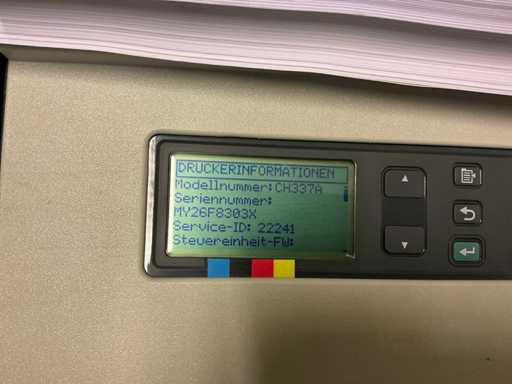 DRUCKERINFORMATIONEN
Modellnummer: CH337A
Seriennummer:
MY26F8303X
Service-ID: 22241
Steuereinheit-FW: